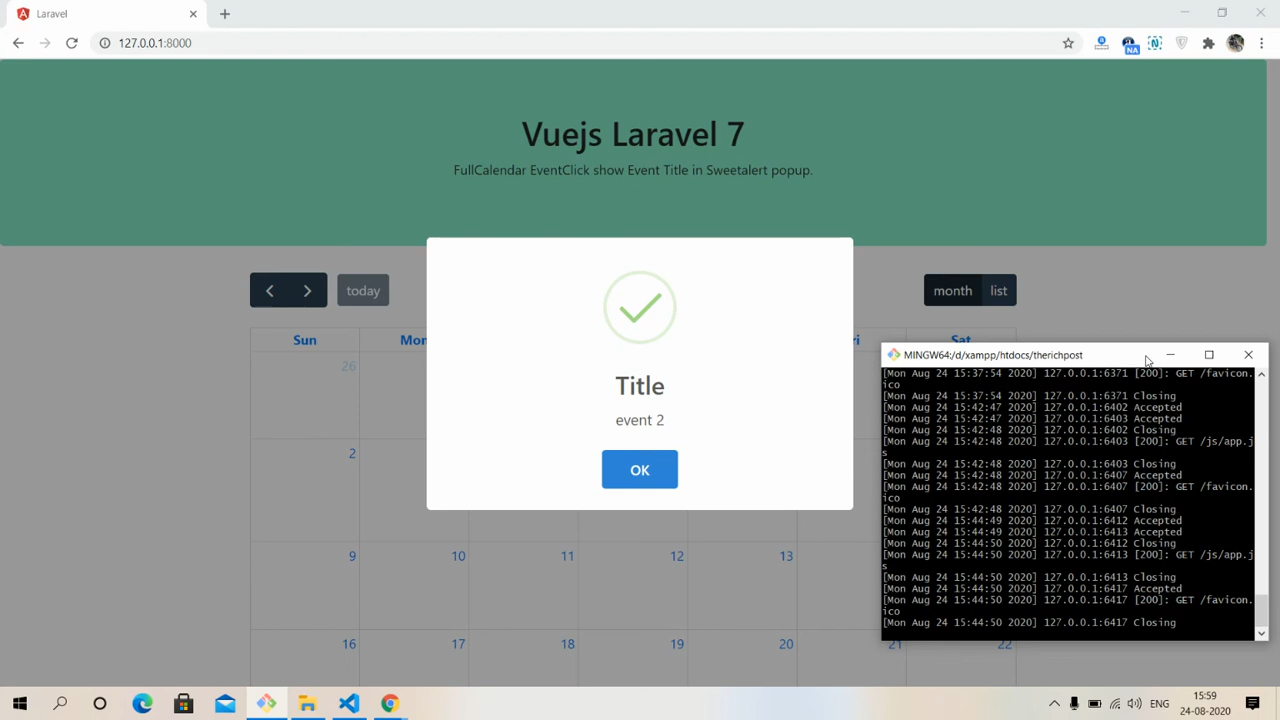 Laravel
127.0.0.1:8000
NA
Vuejs Laravel 7
FullCalendar EventClick show Event Title in Sweetalert popup.
today
month list
Sun Mon ri Sat
26
2
9 10 11 12 13
16 17 18 19 20 21 22
Title
event 2
OK
MINGW64:/d/xampp/htdocs/therichpost
[Mon Aug 24 15:37:54 2020] 127.0.0.1:6371 [200]: GET /favicon.
ico
[Mon Aug 24 15:37:54 2020] 127.0.0.1:6371 Closing
[Mon Aug 24 15:42:47 2020] 127.0.0.1:6402 Accepted
[Mon Aug 24 15:42:47 2020] 127.0.0.1:6403 Accepted
[Mon Aug 24 15:42:48 2020] 127.0.0.1:6402 Closing
[Mon Aug 24 15:42:48 2020] 127.0.0.1:6403 [200]: GET /js/app.j
s
[Mon Aug 24 15:42:48 2020] 127.0.0.1:6403 Closing
[Mon Aug 24 15:42:48 2020] 127.0.0.1:6407 Accepted
[Mon Aug 24 15:42:48 2020] 127.0.0.1:6407 [200]: GET /favicon.
ico
[Mon Aug 24 15:42:48 2020] 127.0.0.1:6407 Closing
[Mon Aug 24 15:44:49 2020] 127.0.0.1:6412 Accepted
[Mon Aug 24 15:44:49 2020] 127.0.0.1:6413 Accepted
[Mon Aug 24 15:44:50 2020] 127.0.0.1:6412 Closing
[Mon Aug 24 15:44:50 2020] 127.0.0.1:6413 [200]: GET /js/app.j
s
[Mon Aug 24 15:44:50 2020] 127.0.0.1:6413 Closing
[Mon Aug 24 15:44:50 2020] 127.0.0.1:6417 Accepted
[Mon Aug 24 15:44:50 2020] 127.0.0.1:6417 [200]: GET /favicon.
ico
[Mon Aug 24 15:44:50 2020] 127.0.0.1:6417 Closing
ENG
15:59
24-08-2020